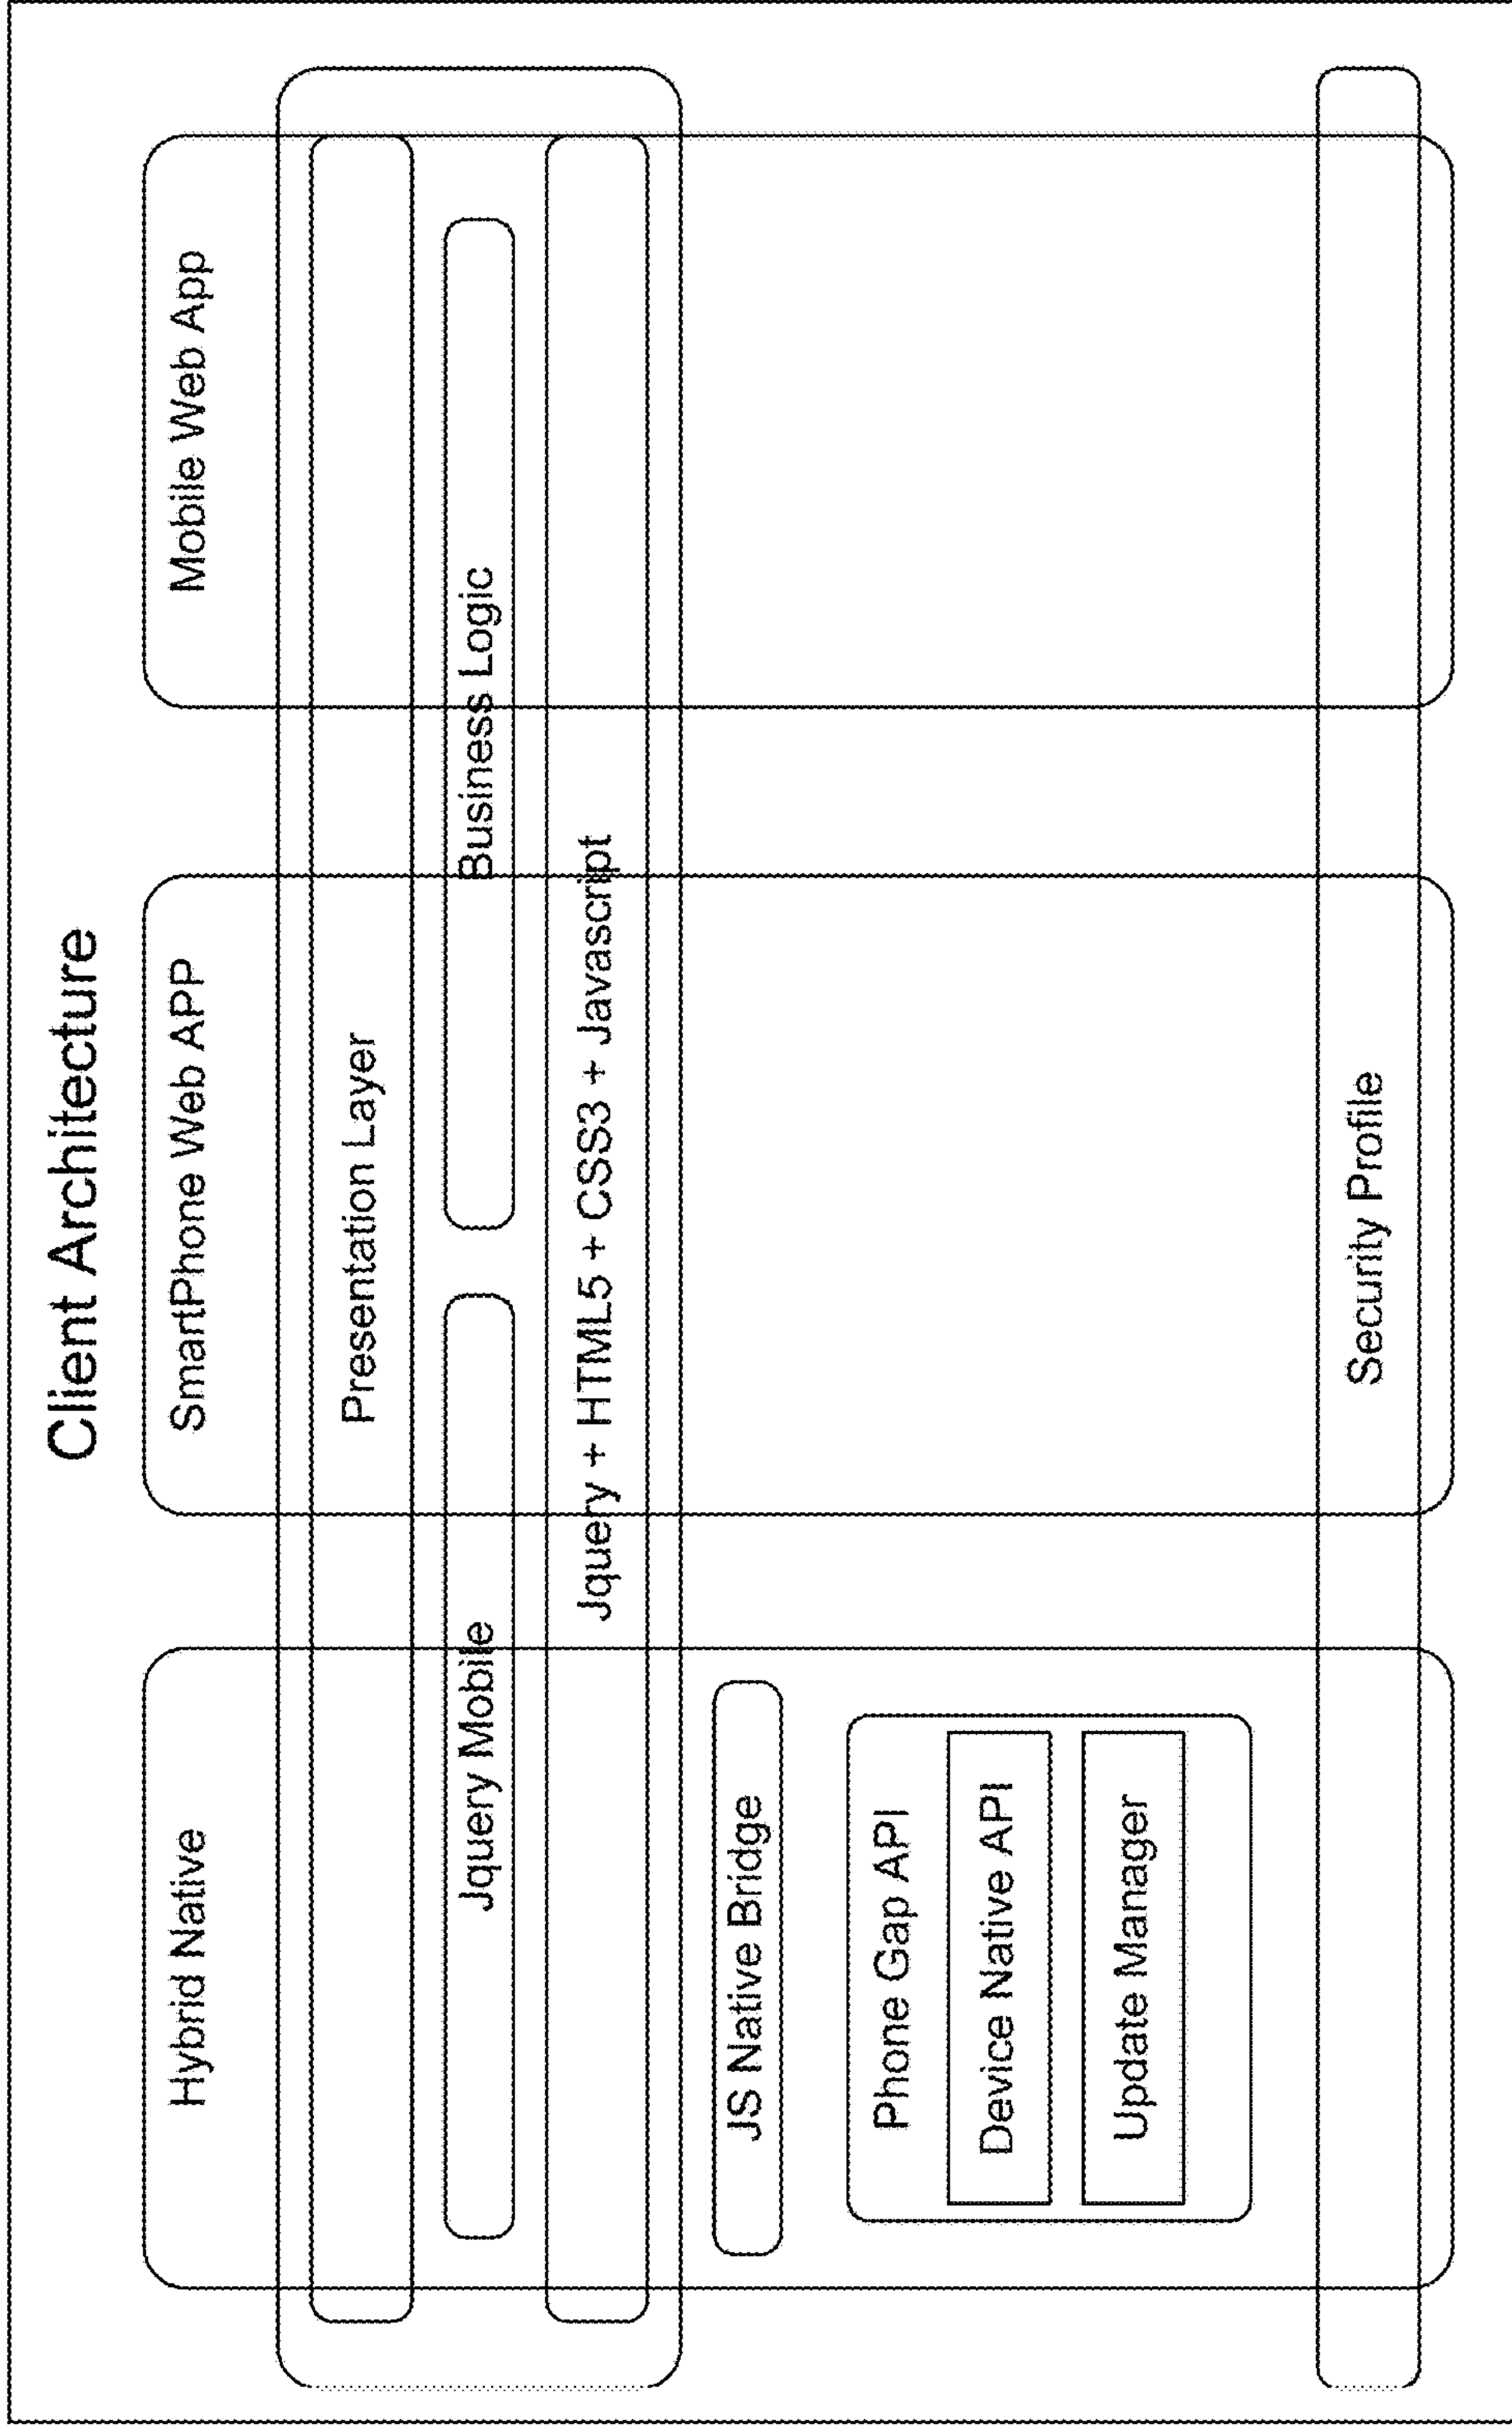 Client Architecture
Hybrid Native
SmartPhone Web APP
Mobile Web App
Presentation Layer
Jquery Mobile
Business Logic
Jquery + HTML5 + CSS3 + Javascript
JS Native Bridge
Phone Gap API
Device Native API
Update Manager
Security Profile